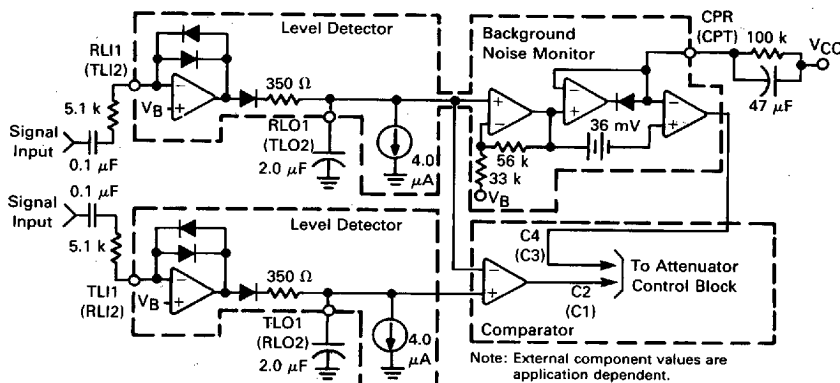 Level Detector
Background
Noise Monitor
CPR
(CPT)
100 k
VCC
47 μF
RLI1
(TLI2)
5.1 k
VB
350 Ω
Signal
Input
0.1 μF
RLO1
(TLO2)
2.0 μF
4.0
μA
36 mV
56 k
33 k
VB
0.1 μF
Signal
Input
5.1 k
Level Detector
TLI1
(RLI2)
VB
350 Ω
TLO1
(RLO2)
2.0 μF
4.0
μA
C4
(C3)
To Attenuator
Control Block
C2
(C1)
Comparator
Note: External component values are
application dependent.